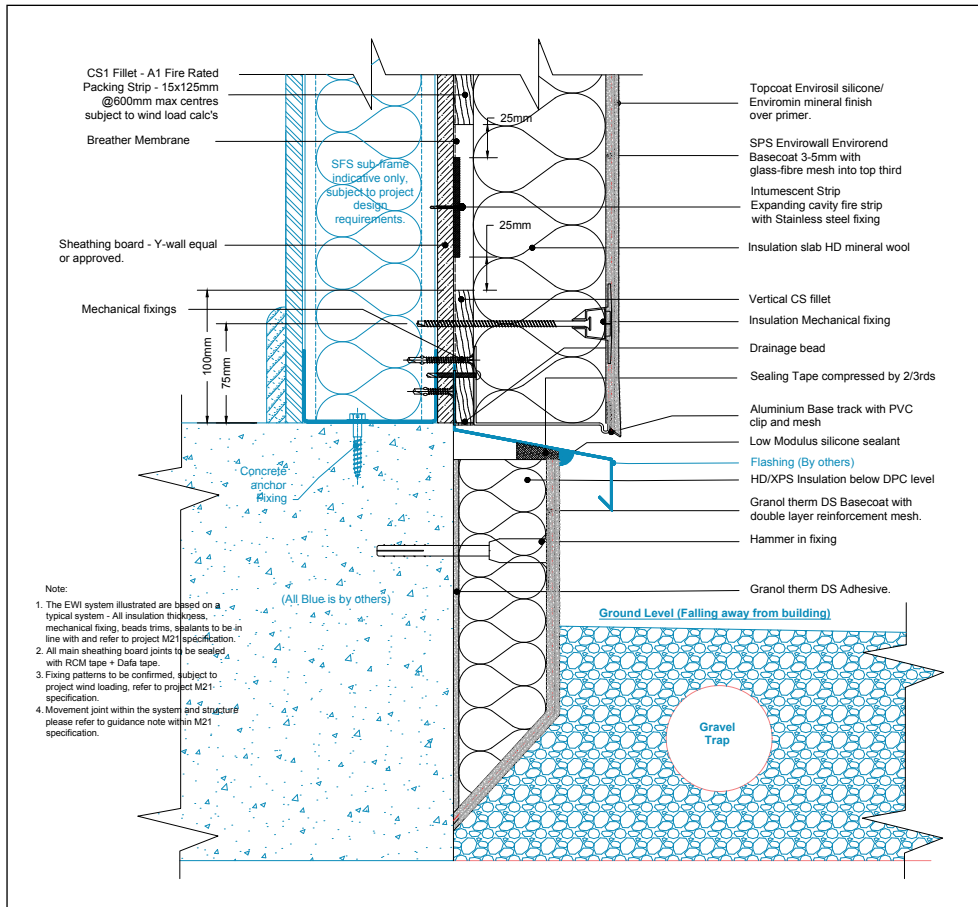 CS1 Fillet - A1 Fire Rated
Packing Strip - 15x125mm
@600mm max centres
subject to wind load calc's
Breather Membrane
SFS sub-frame
indicative only,
subject to project
design
requirements.
Sheathing board - Y-wall equal
or approved.
Mechanical fixings
100mm
75mm
25mm
25mm
Topcoat Envirosil silicone/
Enviromin mineral finish
over primer.
SPS Envirowall Envirorend
Basecoat 3-5mm with
glass-fibre mesh into top third
Intumescent Strip
Expanding cavity fire strip
with Stainless steel fixing
Insulation slab HD mineral wool
Vertical CS fillet
Insulation Mechanical fixing
Drainage bead
Sealing Tape compressed by 2/3rds
Aluminium Base track with PVC
clip and mesh
Low Modulus silicone sealant
Flashing (By others)
HD/XPS Insulation below DPC level
Granol therm DS Basecoat with
double layer reinforcement mesh.
Hammer in fixing
Granol therm DS Adhesive.
Concrete
anchor
Fixing
(All Blue is by others)
Ground Level (Falling away from building)
Gravel
Trap
Note:
1. The EWI system illustrated are based on a
typical system - All insulation thickness,
mechanical fixing, beads trims, sealants to be in
line with and refer to project M21 specification.
2. All main sheathing board joints to be sealed
with RCM tape + Dafa tape.
3. Fixing patterns to be confirmed, subject to
project wind loading, refer to project M21
specification.
4. Movement joint within the system and structure
please refer to guidance note within M21
specification.